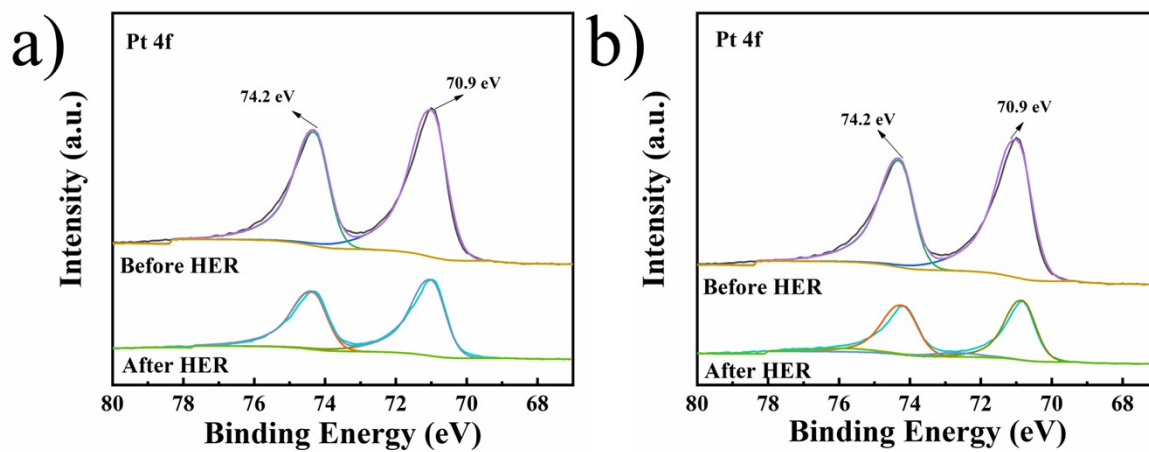 a)
Pt 4f
74.2 eV
70.9 eV
Before HER
After HER
Intensity (a.u.)
80 78 76 74 72 70 68
Binding Energy (eV)
b)
Pt 4f
74.2 eV
70.9 eV
Before HER
After HER
Intensity (a.u.)
80 78 76 74 72 70 68
Binding Energy (eV)